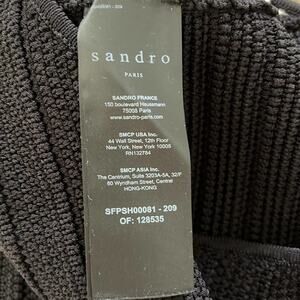 sandro
PARIS
SANDRO FRANCE
150 boulevard Haussmann
75008 Paris
www.sandro-paris.com
SMCP USA Inc.
44 Wall Street, 12th Floor
New York, New York 10005
RN132784
SMCP ASIA Inc.
The Centrium, Suite 3203A-5A, 32/F
60 Wyndham Street, Central
HONG-KONG
SFPSH00081 - 209
OF: 128535